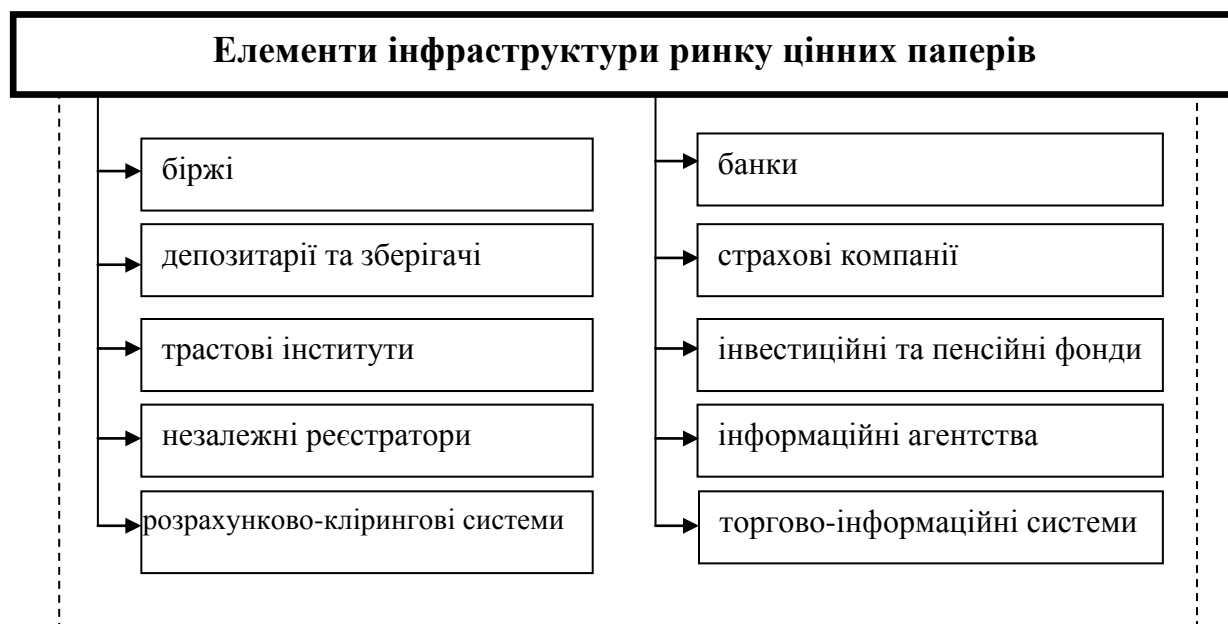 Елементи інфраструктури ринку цінних паперів
біржі
депозитарії та зберігачі
трастові інститути
незалежні реєстратори
розрахунково-клірингові системи
банки
страхові компанії
інвестиційні та пенсійні фонди
інформаційні агентства
торгово-інформаційні системи